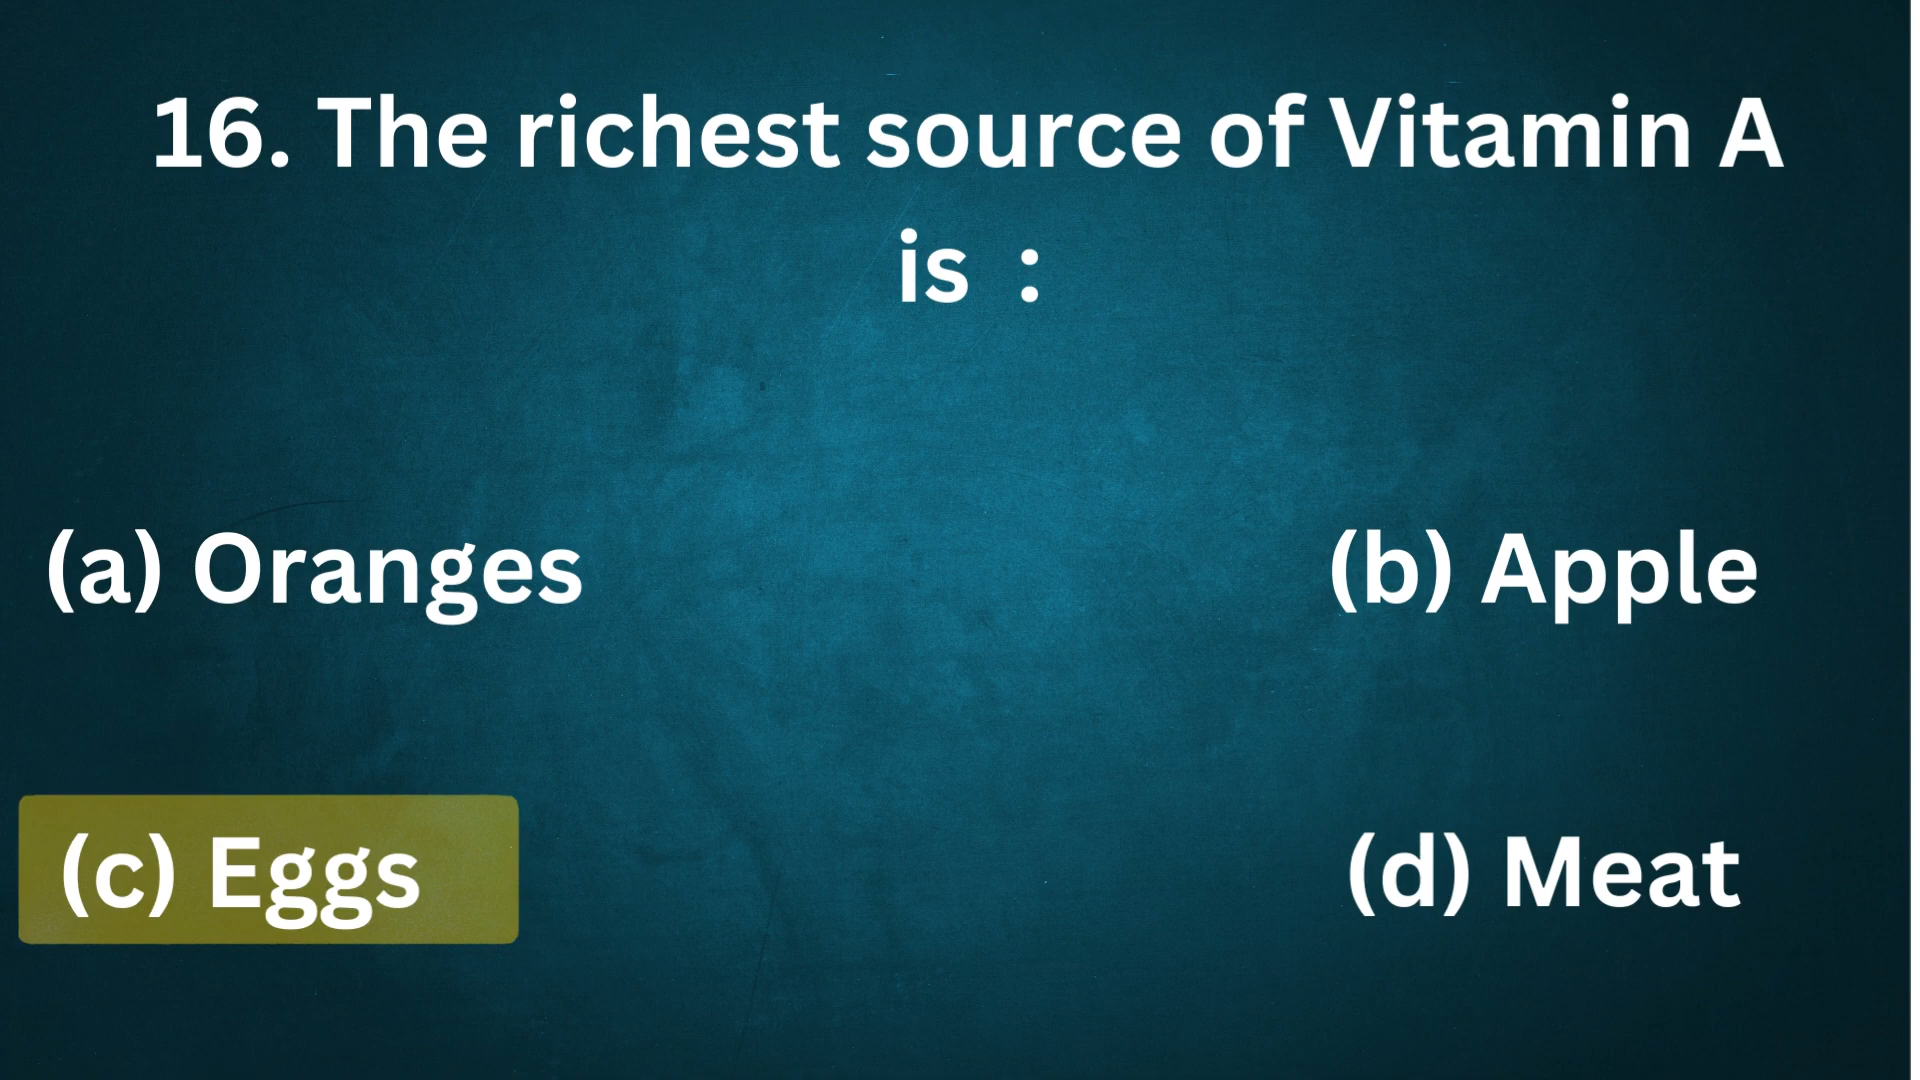 16. The richest source of Vitamin A
is :
(a) Oranges
(b) Apple
(c) Eggs
(d) Meat